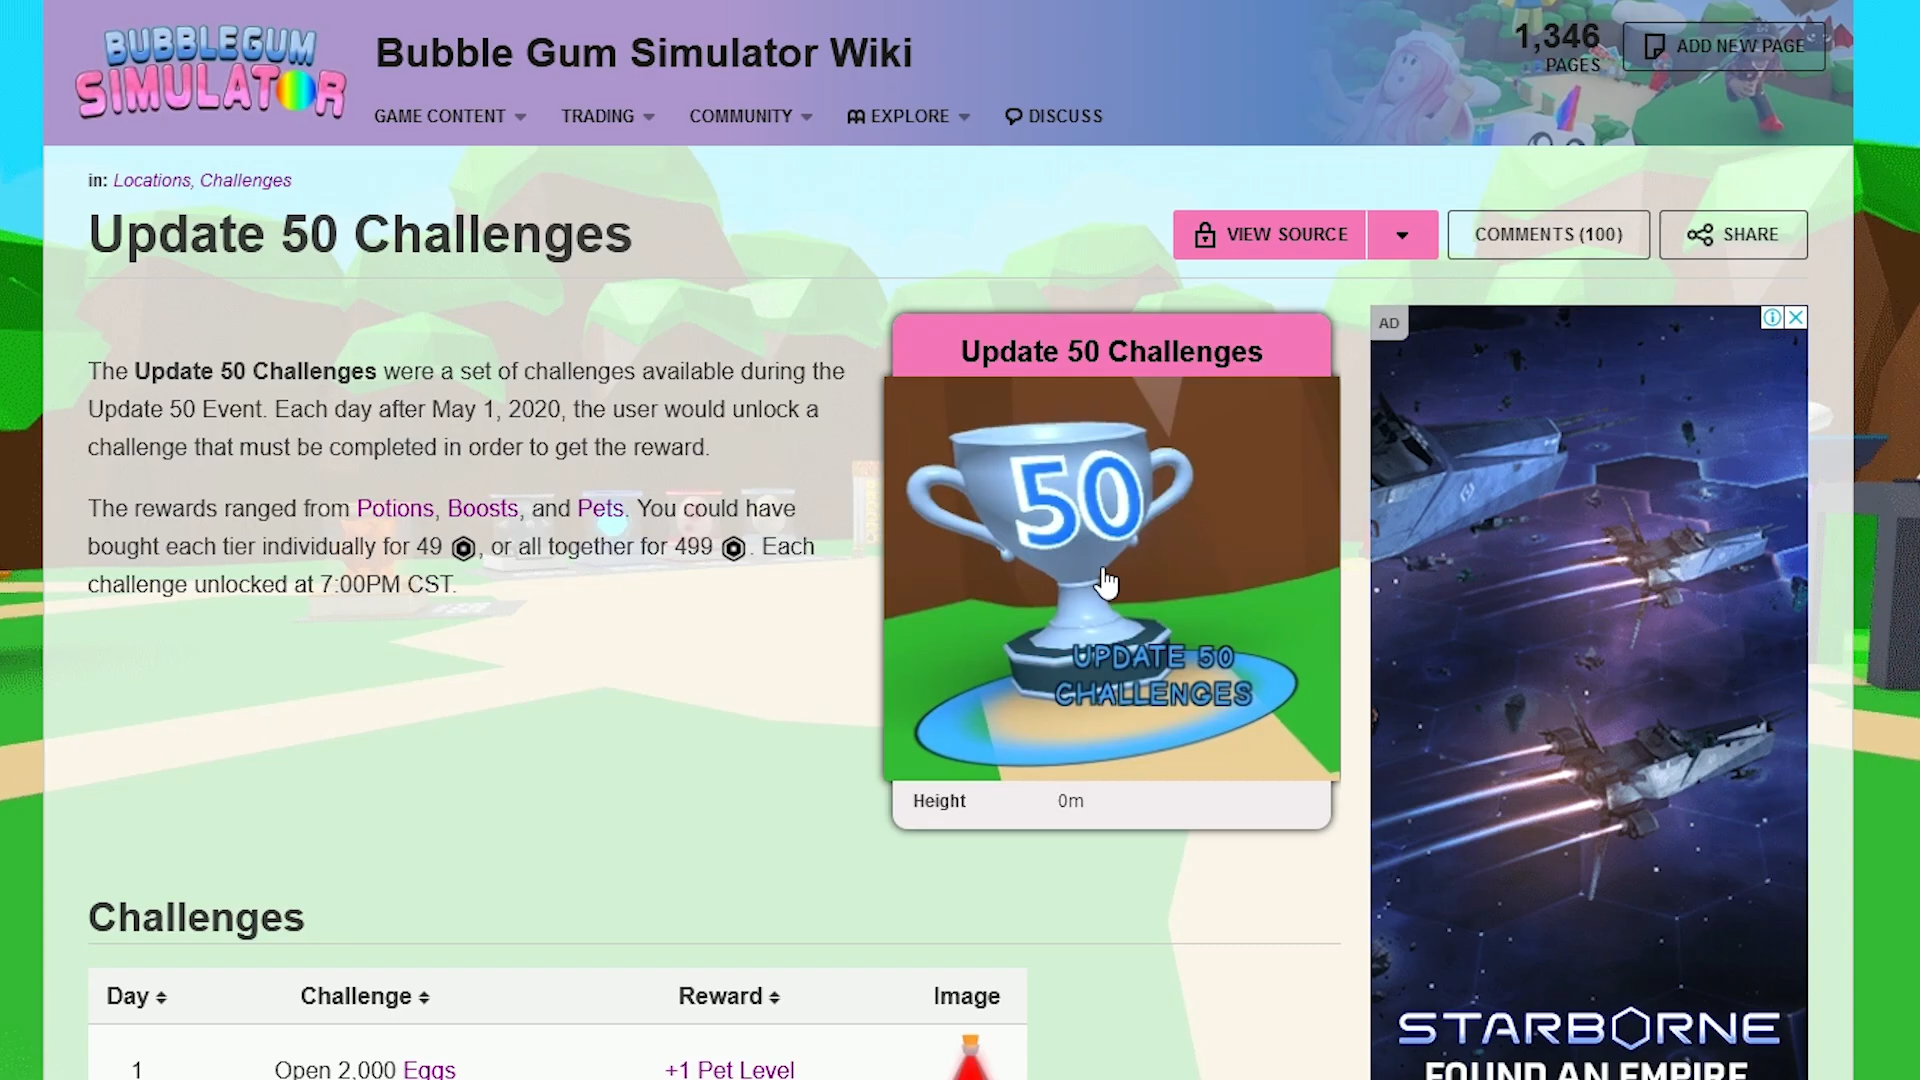 BUBBLEGUM
SIMULATOR
Bubble Gum Simulator Wiki
1,346
PAGES
ADD NEW PAGE
GAME CONTENT
TRADING
COMMUNITY
EXPLORE
DISCUSS
in: Locations, Challenges
Update 50 Challenges
VIEW SOURCE
COMMENTS (100)
SHARE
The Update 50 Challenges were a set of challenges available during the
Update 50 Event. Each day after May 1, 2020, the user would unlock a
challenge that must be completed in order to get the reward.
The rewards ranged from Potions, Boosts, and Pets. You could have
bought each tier individually for 49 , or all together for 499 . Each
challenge unlocked at 7:00PM CST.
Update 50 Challenges
50
UPDATE 50
CHALLENGES
Height 0m
AD
STARBORNE
FOUND AN EMPIRE
Challenges
Day Challenge Reward Image
1 Open 2,000 Eggs +1 Pet Level